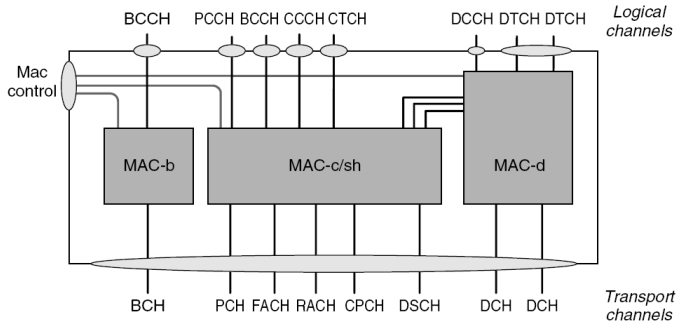 BCCH PCCH BCCH CCCH CTCH DCCH DTCH DTCH
Logical
channels
Mac
control
MAC-b MAC-c/sh MAC-d
BCH PCH FACH RACH CPCH DSCH DCH DCH
Transport
channels